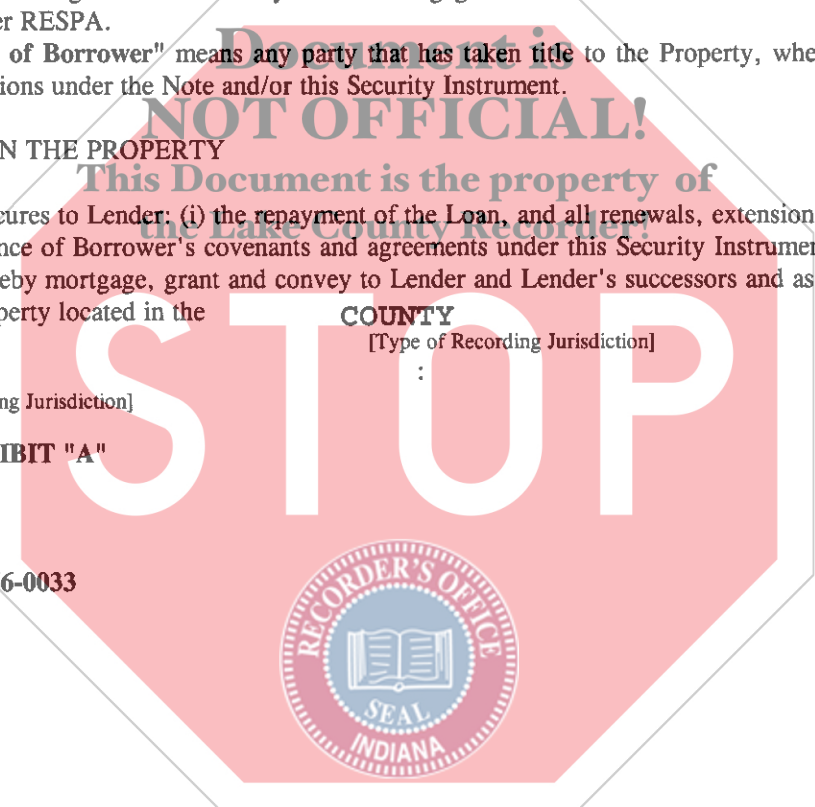 er RESPA.
of Borrower" means any party that has taken title to the Property, whe
tions under the Note and/or this Security Instrument.
Document is
NOT OFFICIAL!
N THE PROPERTY
This Document is the property of
the Lake County Recorder!
cures to Lender: (i) the repayment of the Loan, and all renewals, extension
nce of Borrower's covenants and agreements under this Security Instrumen
eby mortgage, grant and convey to Lender and Lender's successors and as
perty located in the COUNTY
[Type of Recording Jurisdiction]
:
ng Jurisdiction]
STOP
IBIT "A"
6-0033
RECORDER'S OFFICE
SEAL
INDIANA